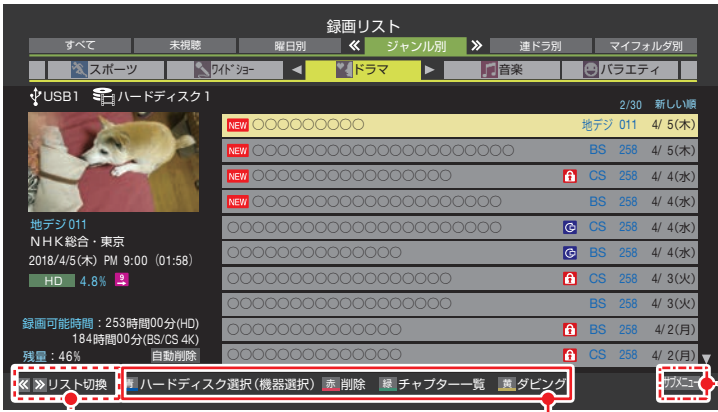 録画リスト
すべて 未視聴 曜日別 ≪ ジャンル別 ≫ 連ドラ別 マイフォルダ別
スポーツ ワイドショー ◀ ドラマ ▶ 音楽 バラエティ
USB1 ハードディスク1
2/30 新しい順
NEW ○○○○○○○○○ 地デジ 011 4/ 5(木)
NEW ○○○○○○○○○○○○○○○○○○○○○ BS 258 4/ 5(木)
NEW ○○○○○○○○○○○○○○○○ CS 258 4/ 4(水)
NEW ○○○○○○○○○○○○○○○○○○○○ BS 258 4/ 4(水)
○○○○○○○○○○○○○○○○○○ CS 258 4/ 4(水)
○○○○○○○○○○○○○○ BS 258 4/ 4(水)
○○○○○○○○○○○○○○○○○○ CS 258 4/ 3(火)
○○○○○○○○○○○○○○○○○○ BS 258 4/ 3(火)
○○○○○○○○○○○○○○ BS 258 4/2(月)
○○○○○○○○○○○○○○ CS 258 4/ 2(月)
地デジ011
NHK総合・東京
2018/4/5(木) PM 9:00 (01:58)
HD 4.8% 9
録画可能時間:253時間00分(HD)
184時間00分(BS/CS 4K)
残量:46% 自動削除
≪ ≫リスト切換 青 ハードディスク選択(機器選択) 赤 削除 緑 チャプター一覧 黄 ダビング サブメニュー